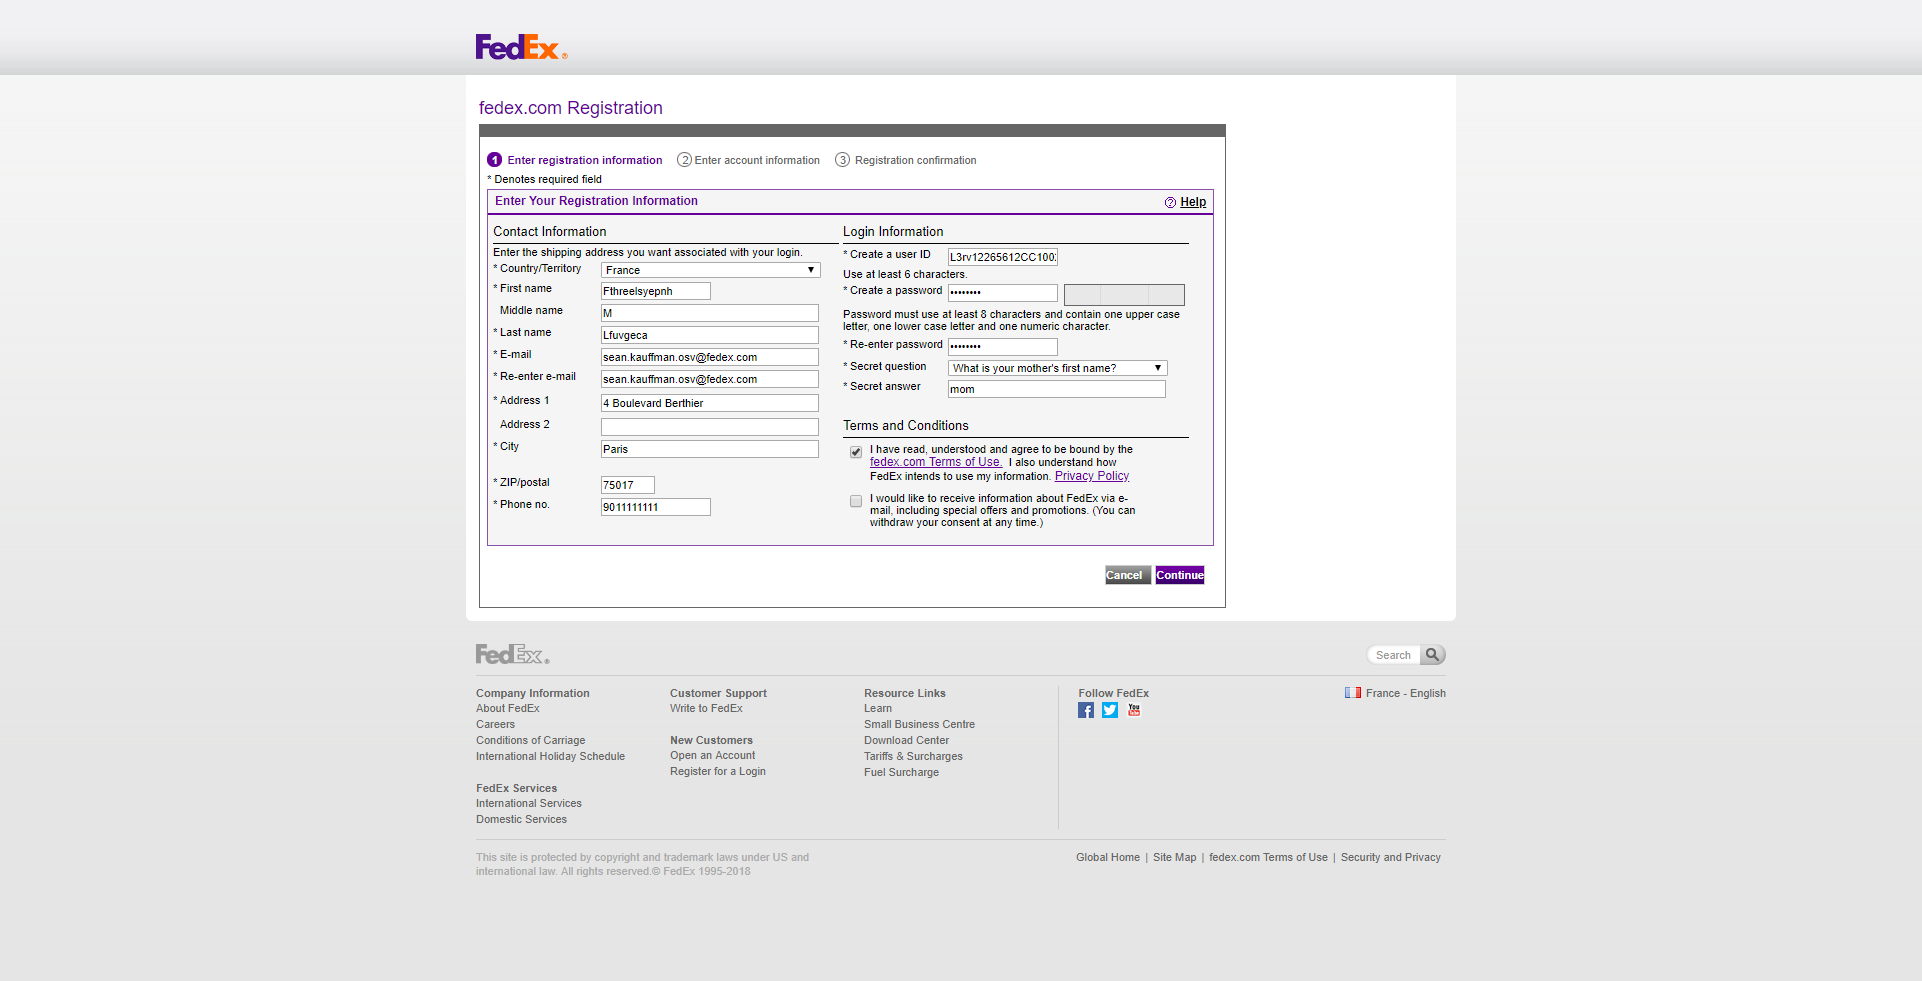 FedEx®
fedex.com Registration
1 Enter registration information 2 Enter account information 3 Registration confirmation
* Denotes required field
Enter Your Registration Information
? Help
Contact Information
Enter the shipping address you want associated with your login.
* Country/Territory France
* First name Fthreelsyepnh
Middle name M
* Last name Lfuvgeca
* E-mail sean.kauffman.osv@fedex.com
* Re-enter e-mail sean.kauffman.osv@fedex.com
* Address 1 4 Boulevard Berthier
Address 2
* City Paris
* ZIP/postal 75017
* Phone no. 9011111111
Login Information
* Create a user ID L3rv12265612CC100
Use at least 6 characters.
* Create a password ••••••••
Password must use at least 8 characters and contain one upper case
letter, one lower case letter and one numeric character.
* Re-enter password ••••••••
* Secret question What is your mother's first name?
* Secret answer mom
Terms and Conditions
I have read, understood and agree to be bound by the
fedex.com Terms of Use. I also understand how
FedEx intends to use my information. Privacy Policy
I would like to receive information about FedEx via e-
mail, including special offers and promotions. (You can
withdraw your consent at any time.)
Cancel Continue
FedEx®
Search
Company Information
About FedEx
Careers
Conditions of Carriage
International Holiday Schedule
FedEx Services
International Services
Domestic Services
Customer Support
Write to FedEx
New Customers
Open an Account
Register for a Login
Resource Links
Learn
Small Business Centre
Download Center
Tariffs & Surcharges
Fuel Surcharge
Follow FedEx
You Tube
France - English
This site is protected by copyright and trademark laws under US and
international law. All rights reserved.© FedEx 1995-2018
Global Home | Site Map | fedex.com Terms of Use | Security and Privacy